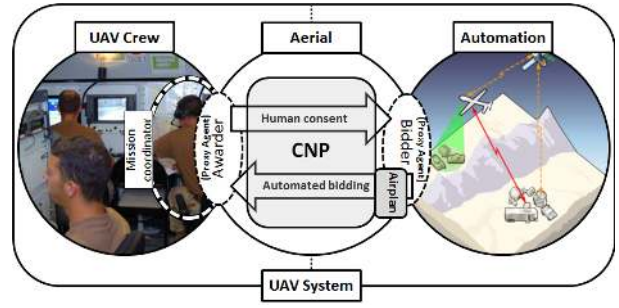 UAV Crew
Aerial
Automation
Mission
coordinator
(Proxy Agent)
Awarder
Human consent
CNP
Automated bidding
Bidder
(Proxy Agent)
Airplan
UAV System